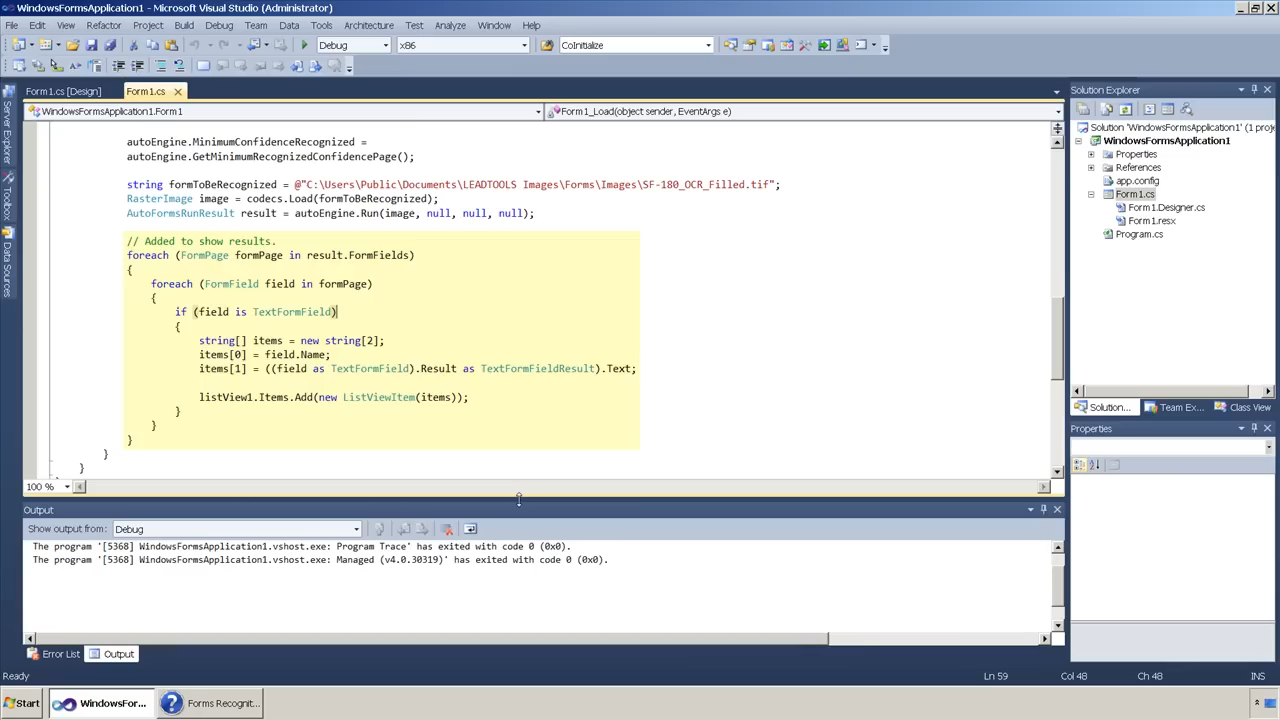 WindowsFormsApplication1 - Microsoft Visual Studio (Administrator)
File Edit View Refactor Project Build Debug Team Data Tools Architecture Test Analyze Window Help
Debug x86 CoInitialize
Form1.cs [Design] Form1.cs
WindowsFormsApplication1.Form1 Form1_Load(object sender, EventArgs e)
Server Explorer
Toolbox
Data Sources
autoEngine.MinimumConfidenceRecognized =
autoEngine.GetMinimumRecognizedConfidencePage();
string formToBeRecognized = @"C:\Users\Public\Documents\LEADTOOLS Images\Forms\Images\SF-180_OCR_Filled.tif";
RasterImage image = codecs.Load(formToBeRecognized);
AutoFormsRunResult result = autoEngine.Run(image, null, null, null);
// Added to show results.
foreach (FormPage formPage in result.FormFields)
{
foreach (FormField field in formPage)
{
if (field is TextFormField)
{
string[] items = new string[2];
items[0] = field.Name;
items[1] = ((field as TextFormField).Result as TextFormFieldResult).Text;
listView1.Items.Add(new ListViewItem(items));
}
}
}
}
}
100 %
Output
Show output from: Debug
The program '[5368] WindowsFormsApplication1.vshost.exe: Program Trace' has exited with code 0 (0x0).
The program '[5368] WindowsFormsApplication1.vshost.exe: Managed (v4.0.30319)' has exited with code 0 (0x0).
Error List Output
Solution Explorer
Solution 'WindowsFormsApplication1' (1 proje
WindowsFormsApplication1
Properties
References
app.config
Form1.cs
Form1.Designer.cs
Form1.resx
Program.cs
Solution... Team Ex... Class View
Properties
Ready Ln 59 Col 48 Ch 48 INS
Start WindowsFor... Forms Recognit...